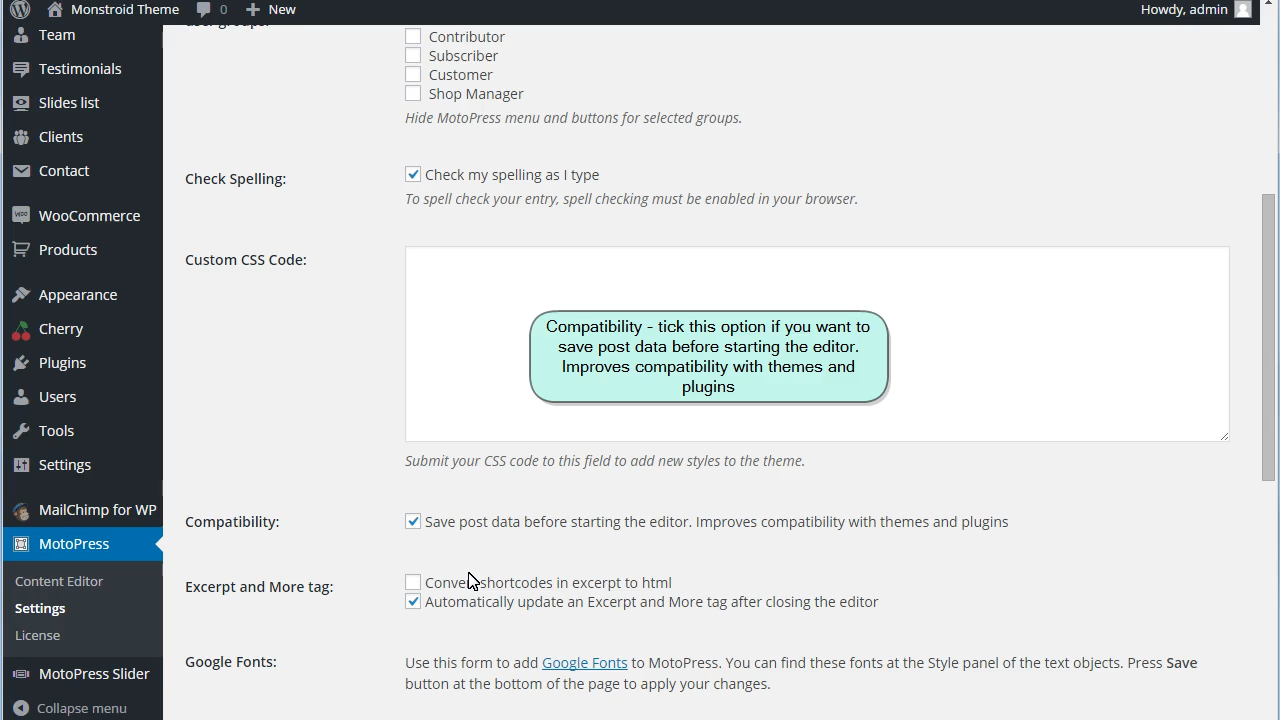 Monstroid Theme 0 New Howdy, admin
Team
Testimonials
Slides list
Clients
Contact
WooCommerce
Products
Appearance
Cherry
Plugins
Users
Tools
Settings
MailChimp for WP
MotoPress
Content Editor
Settings
License
MotoPress Slider
Collapse menu
user groups:
Contributor
Subscriber
Customer
Shop Manager
Hide MotoPress menu and buttons for selected groups.
Check Spelling:
Check my spelling as I type
To spell check your entry, spell checking must be enabled in your browser.
Custom CSS Code:
Compatibility - tick this option if you want to
save post data before starting the editor.
Improves compatibility with themes and
plugins
Submit your CSS code to this field to add new styles to the theme.
Compatibility:
Save post data before starting the editor. Improves compatibility with themes and plugins
Excerpt and More tag:
Convert shortcodes in excerpt to html
Automatically update an Excerpt and More tag after closing the editor
Google Fonts:
Use this form to add Google Fonts to MotoPress. You can find these fonts at the Style panel of the text objects. Press Save
button at the bottom of the page to apply your changes.